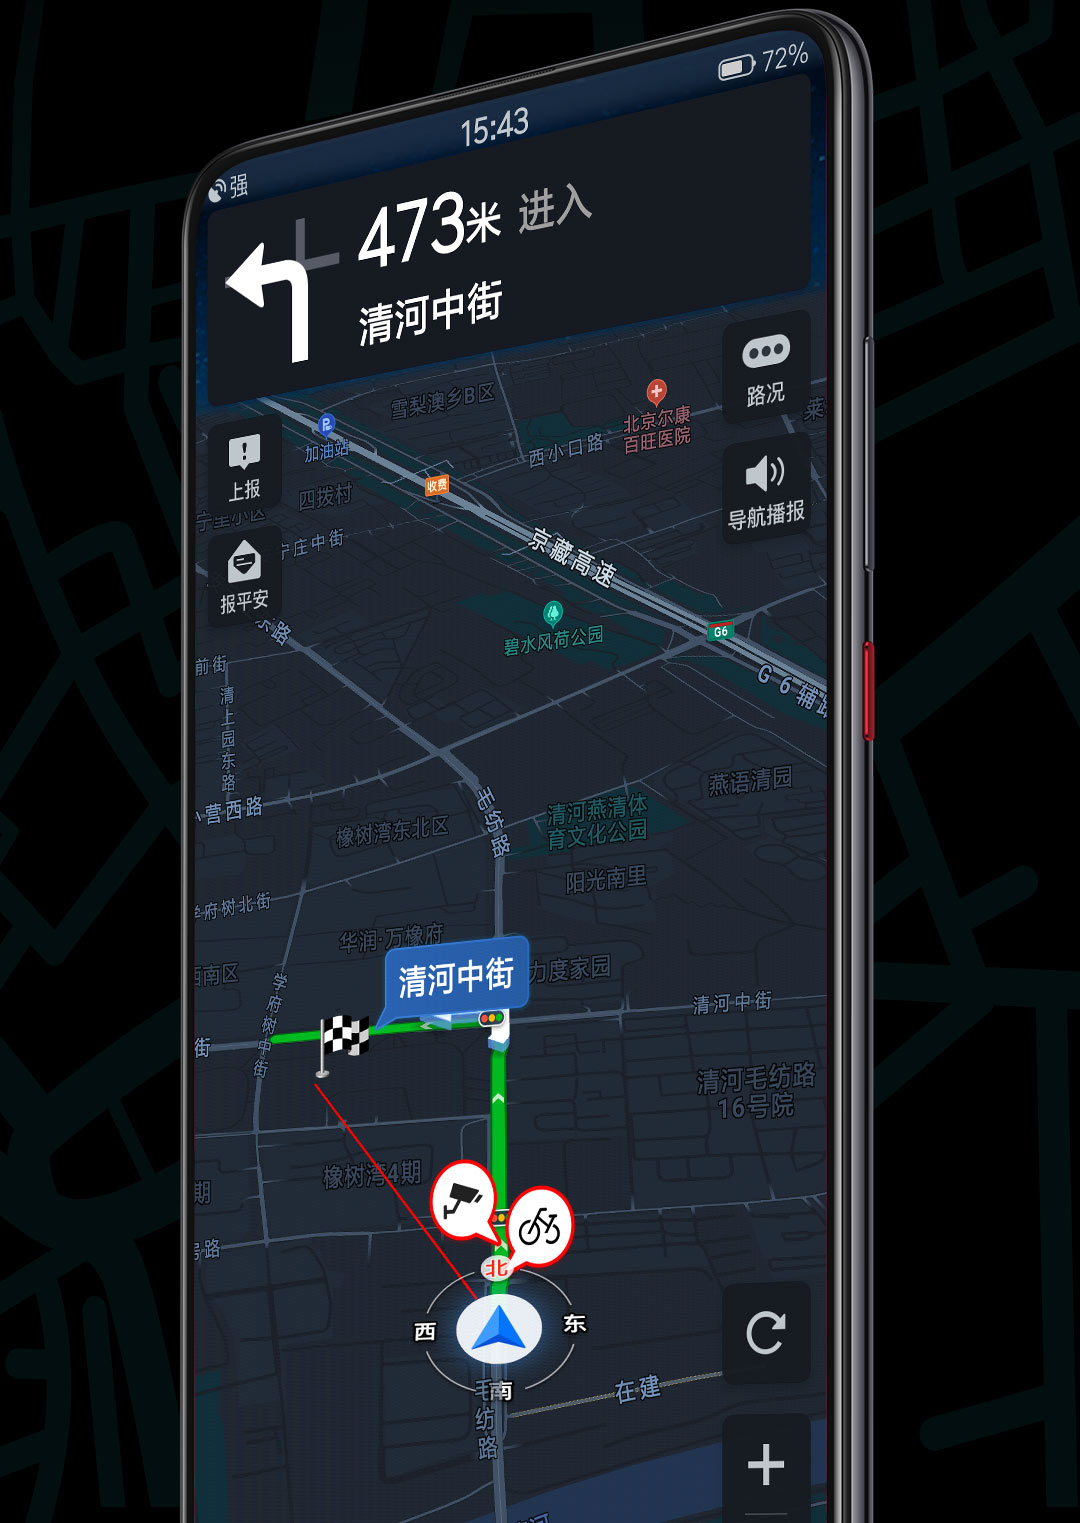 72%
15:43
强
473米 进入
清河中街
路况
雪梨澳乡B区
北京尔康
百旺医院
加油站
西小口路
上报
收费
四拨村
导航播报
京藏高速
报平安
碧水风荷公园
G6
G6辅路
前街
清上园东路
小营西路
毛纺路
燕语清园
清河燕清体
育文化公园
橡树湾东北区
阳光南里
学府树北街
华润·万橡府
力度家园
西南区
清河中街
清河中街
学府树中街
街
清河毛纺路
16号院
橡树湾4期
期
号路
北
西
东
南
毛纺路
在建